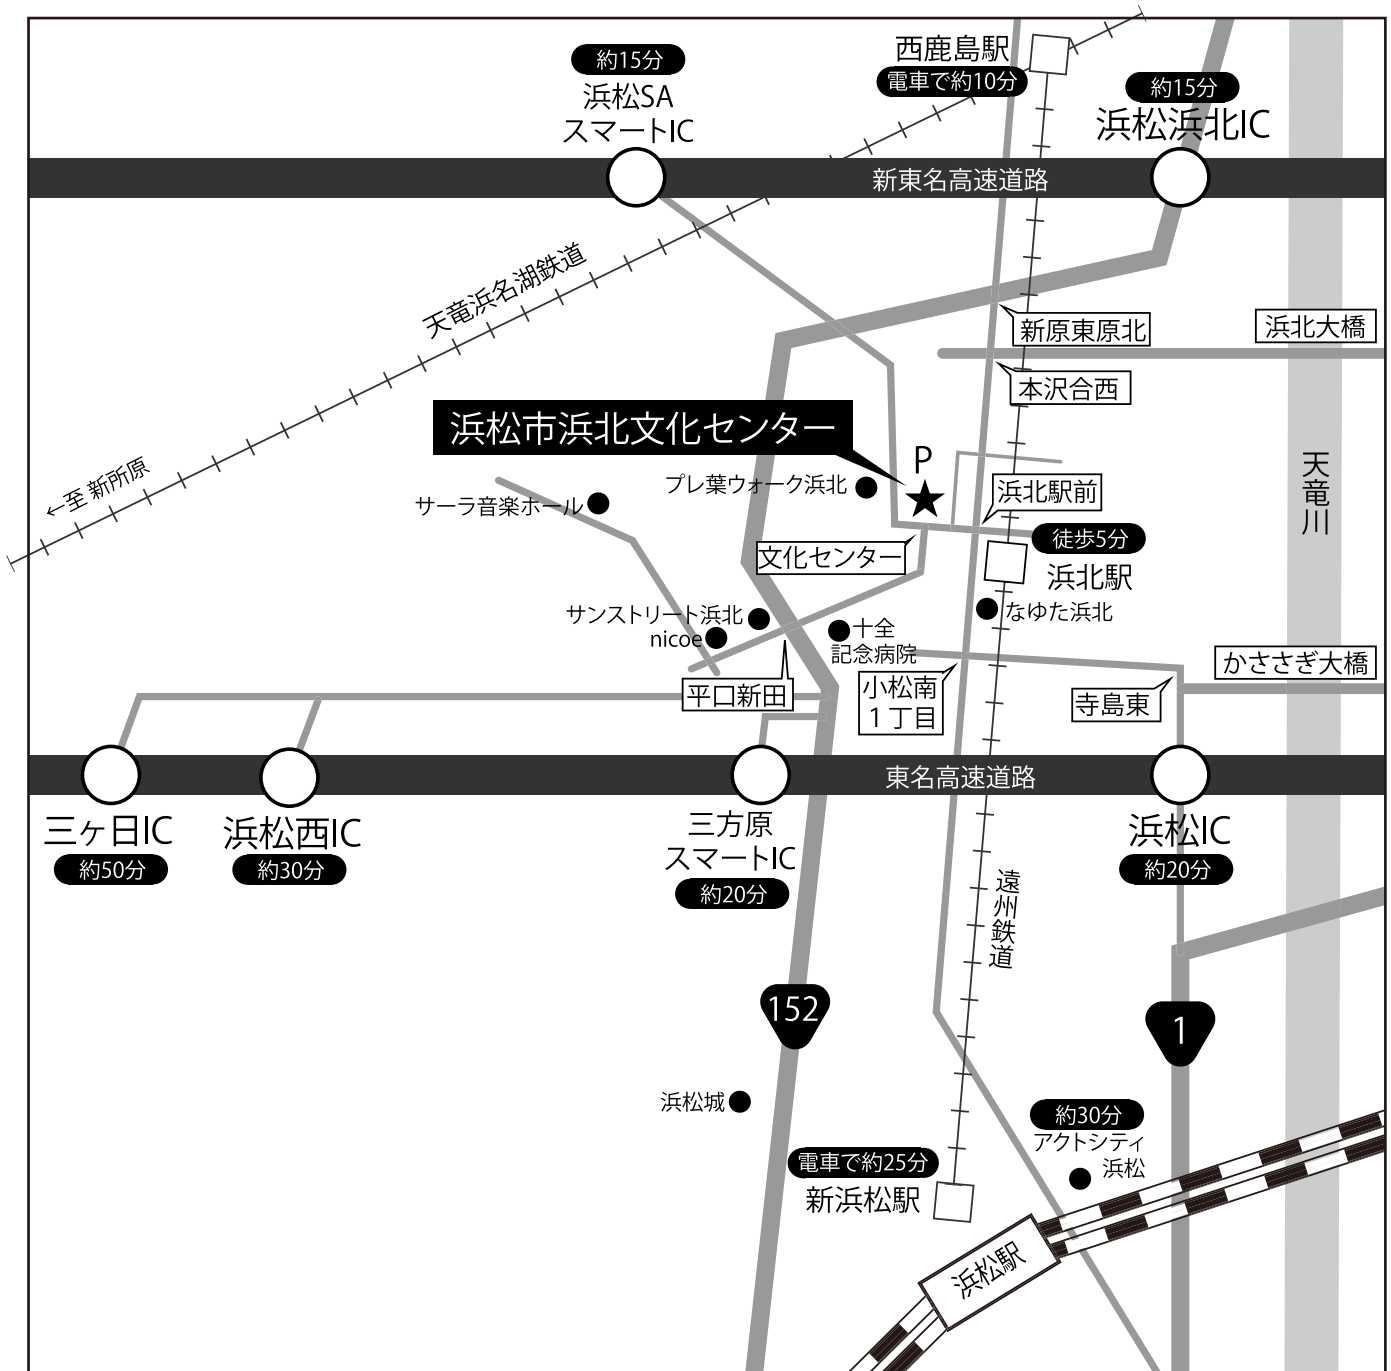 西鹿島駅
電車で約10分
約15分
浜松SA
スマートIC
約15分
浜松浜北IC
新東名高速道路
天竜浜名湖鉄道
新原東原北
浜北大橋
本沢合西
浜松市浜北文化センター
P
←至 新所原
プレ葉ウォーク浜北
サーラ音楽ホール
浜北駅前
天竜川
文化センター
徒歩5分
浜北駅
なゆた浜北
サンストリート浜北
nicoe
十全
記念病院
かささぎ大橋
平口新田
小松南
1丁目
寺島東
東名高速道路
三ヶ日IC
約50分
浜松西IC
約30分
三方原
スマートIC
約20分
浜松IC
約20分
遠州鉄道
152
1
浜松城
約30分
アクトシティ
浜松
電車で約25分
新浜松駅
浜松駅